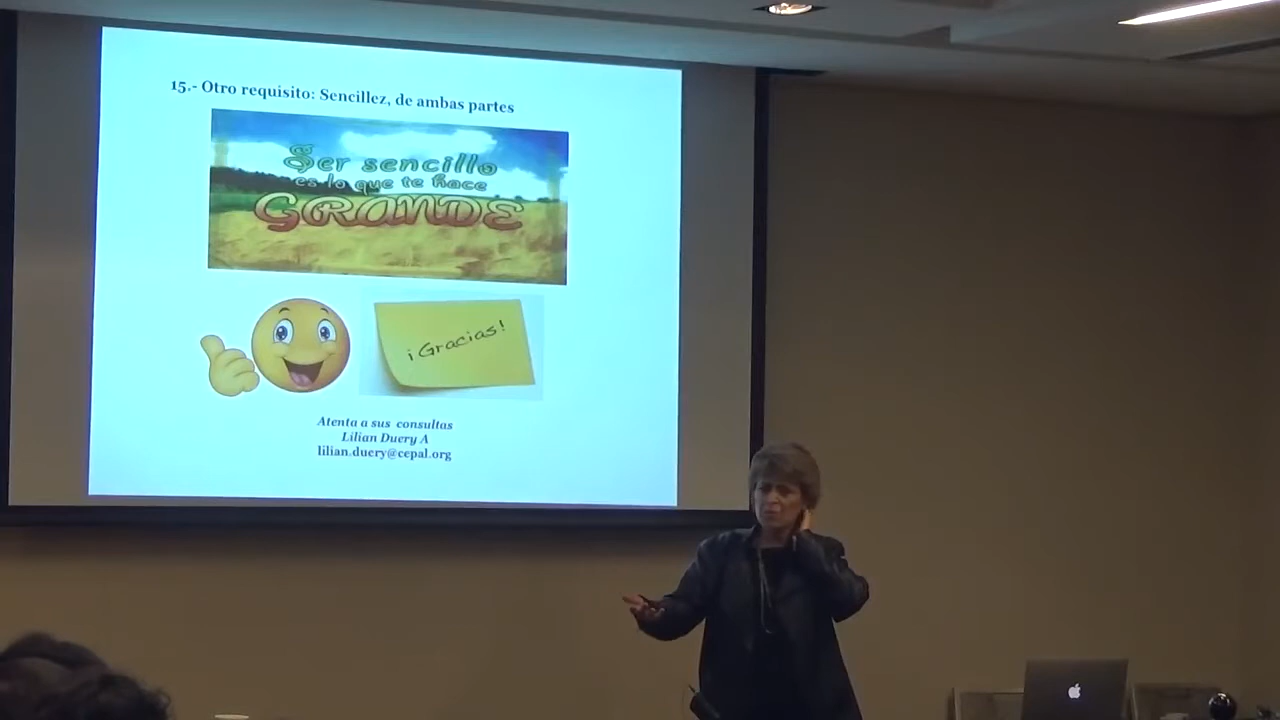 15.- Otro requisito: Sencillez, de ambas partes
Ser sencillo
es lo que te hace
GRANDE
¡Gracias!
Atenta a sus consultas
Lilian Duery A
lilian.duery@cepal.org